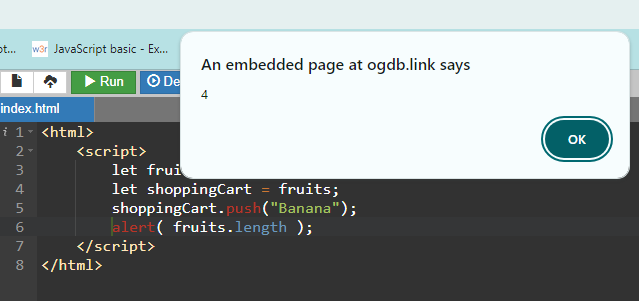 ot... JavaScript basic - Ex...
An embedded page at ogdb.link says
4
OK
Run De
index.html
i 1 <html>
2 <script>
3 let frui
4 let shoppingCart = fruits;
5 shoppingCart.push("Banana");
6 alert( fruits.length );
7 </script>
8 </html>